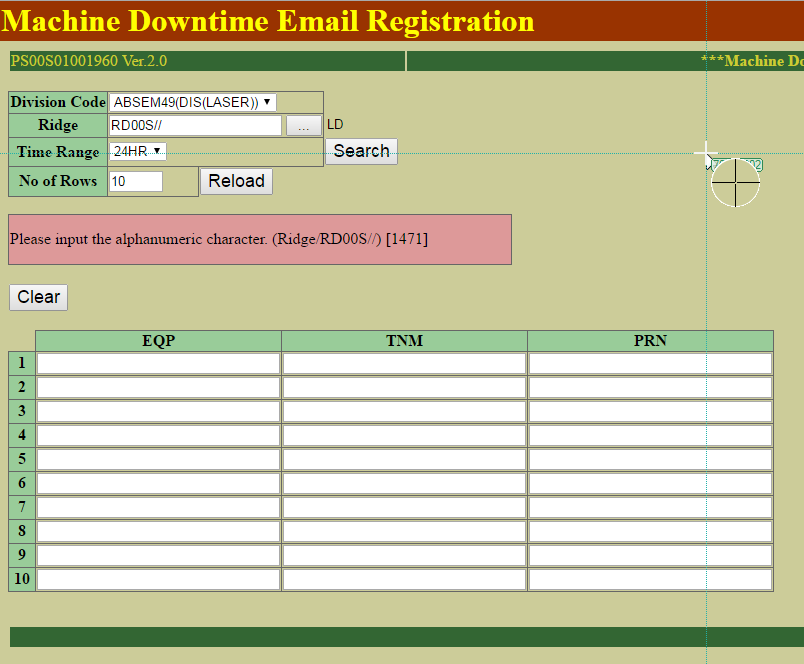 Machine Downtime Email Registration
PS00S01001960 Ver.2.0
***Machine Do
Division Code ABSEM49(DIS(LASER))
Ridge RD00S// ... LD
Time Range 24HR Search
No of Rows 10 Reload
Please input the alphanumeric character. (Ridge/RD00S//) [1471]
Clear
EQP TNM PRN
1
2
3
4
5
6
7
8
9
10